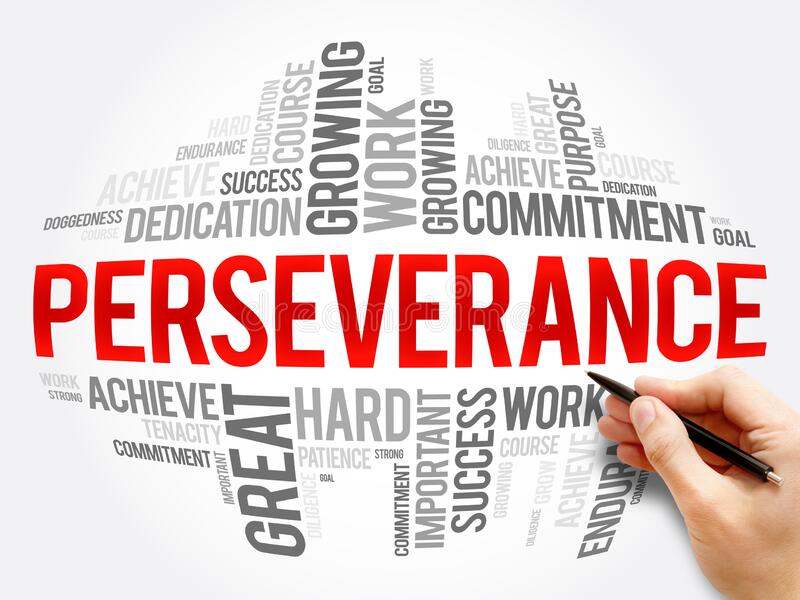 HARD
ENDURANCE
DEDICATION
COURSE
GROWING
GOAL
WORK
WORK
GROWING
ACHIEVE
SUCCESS
DOGGEDNESS
COURSE
DEDICATION
HARD
GREAT
PURPOSE
GOAL
DILIGENCE
ACHIEVE
COURSE
DEDICATION
COMMITMENT
WORK
GOAL
PERSEVERANCE
WORK
STRONG
ACHIEVE
TENACITY
COMMITMENT
IMPORTANT
GREAT
HARD
PATIENCE
STRONG
DILIGENCE
GOAL
COMMITMENT
IMPORTANT
SUCCESS
WORK
GROWING
COURSE
DILIGENCE
GROW
ACHIEVE